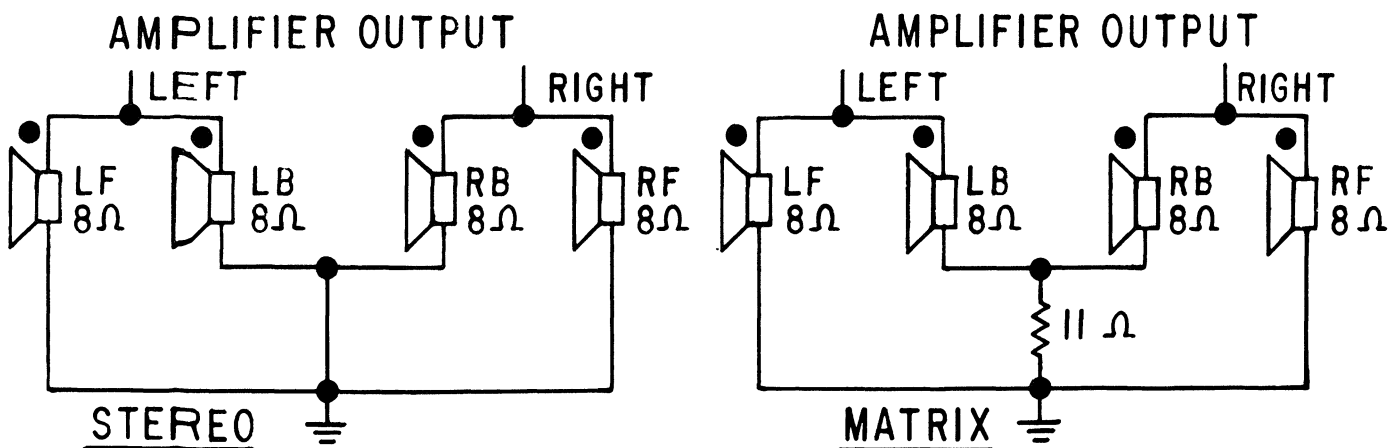 AMPLIFIER OUTPUT
LEFT
RIGHT
LF
8Ω
LB
8Ω
RB
8Ω
RF
8Ω
STEREO
AMPLIFIER OUTPUT
LEFT
RIGHT
LF
8Ω
LB
8Ω
RB
8Ω
RF
8Ω
11 Ω
MATRIX